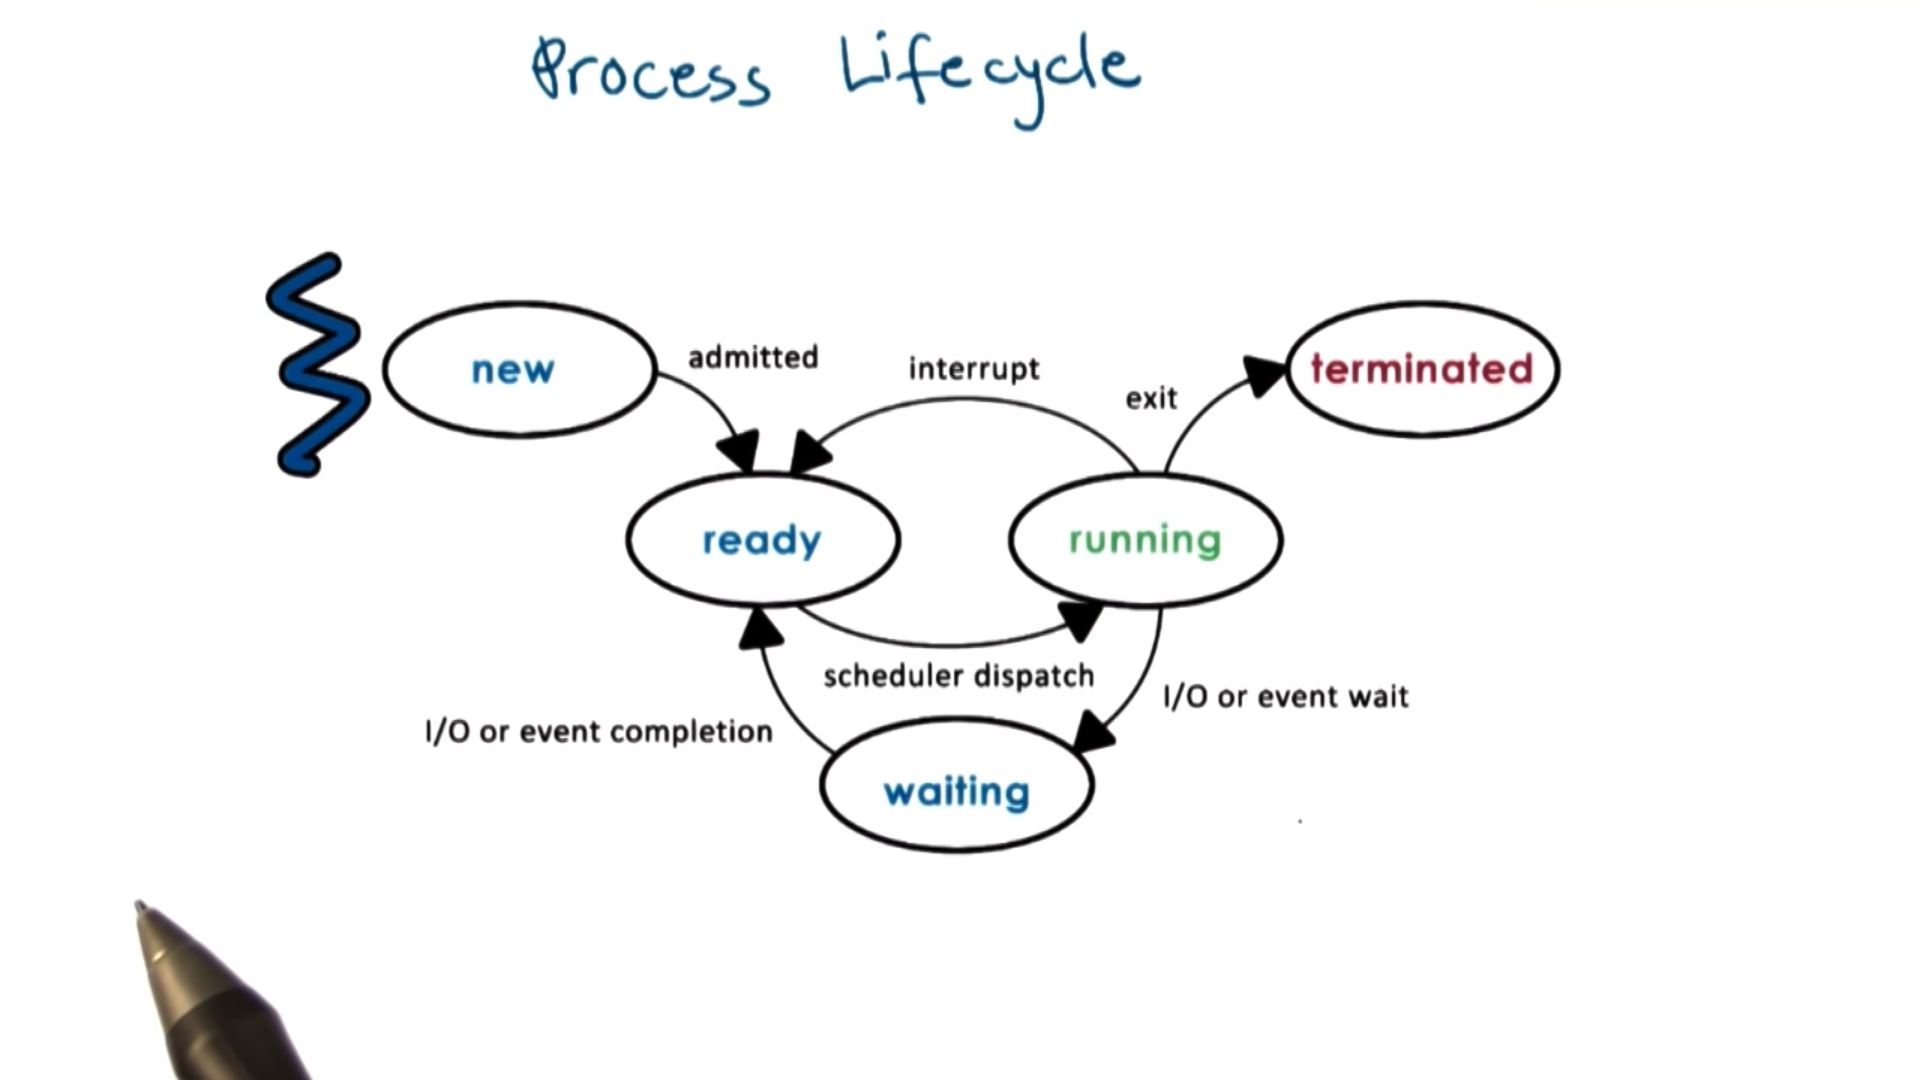 Process Lifecycle
new
admitted
interrupt
exit
terminated
ready
running
scheduler dispatch
I/O or event wait
I/O or event completion
waiting